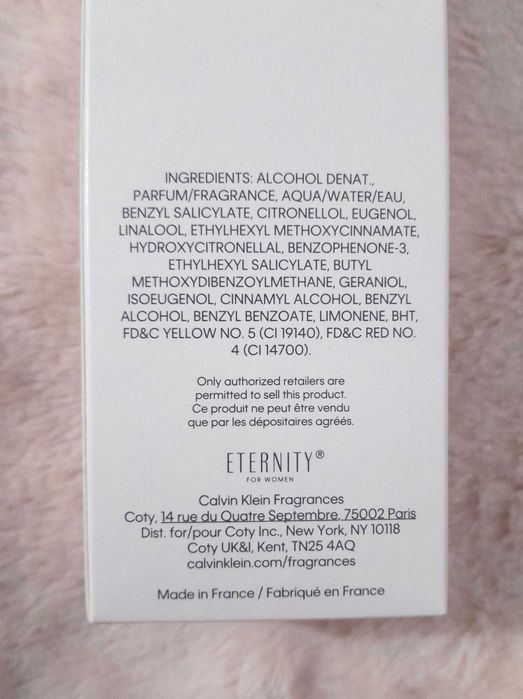 INGREDIENTS: ALCOHOL DENAT.,
PARFUM/FRAGRANCE, AQUA/WATER/EAU,
BENZYL SALICYLATE, CITRONELLOL, EUGENOL,
LINALOOL, ETHYLHEXYL METHOXYCINNAMATE,
HYDROXYCITRONELLAL, BENZOPHENONE-3,
ETHYLHEXYL SALICYLATE, BUTYL
METHOXYDIBENZOYLMETHANE, GERANIOL,
ISOEUGENOL, CINNAMYL ALCOHOL, BENZYL
ALCOHOL, BENZYL BENZOATE, LIMONENE, BHT,
FD&C YELLOW NO. 5 (CI 19140), FD&C RED NO.
4 (CI 14700).
Only authorized retailers are
permitted to sell this product.
Ce produit ne peut être vendu
que par les dépositaires agréés.
ETERNITY®
FOR WOMEN
Calvin Klein Fragrances
Coty, 14 rue du Quatre Septembre, 75002 Paris
Dist. for/pour Coty Inc., New York, NY 10118
Coty UK&I, Kent, TN25 4AQ
calvinklein.com/fragrances
Made in France / Fabriqué en France